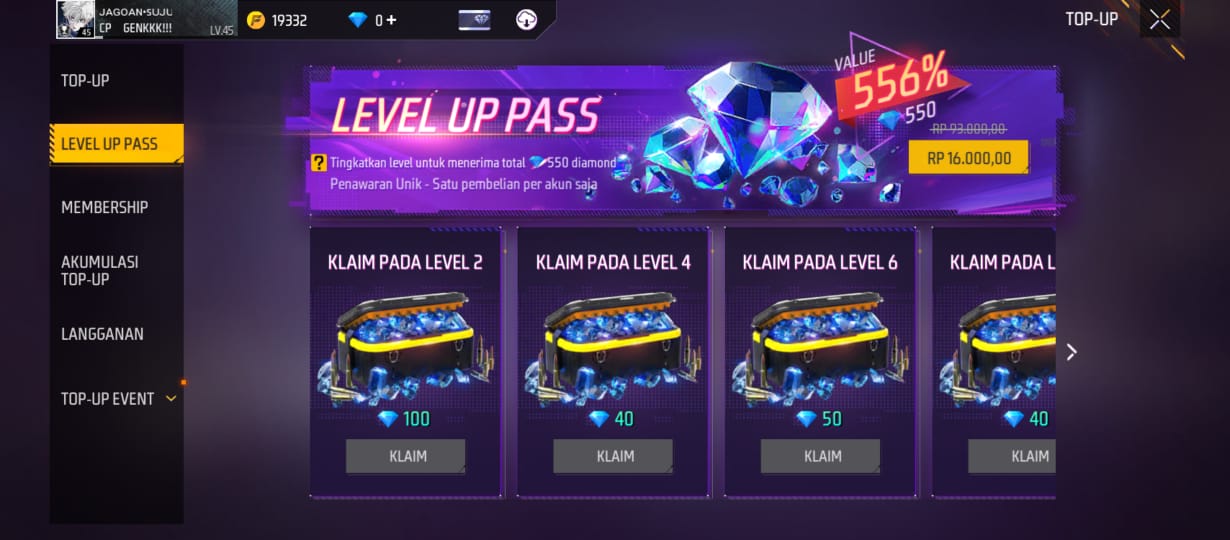 JAGOAN•SUJU
CP GENKKK!!!
45
LV.45
19332
0+
TOP-UP
TOP-UP
LEVEL UP PASS
MEMBERSHIP
AKUMULASI
TOP-UP
LANGGANAN
TOP-UP EVENT
LEVEL UP PASS
? Tingkatkan level untuk menerima total 550 diamond
Penawaran Unik - Satu pembelian per akun saja
VALUE
556%
550
RP 93.000,00
RP 16.000,00
KLAIM PADA LEVEL 2
100
KLAIM
KLAIM PADA LEVEL 4
40
KLAIM
KLAIM PADA LEVEL 6
50
KLAIM
KLAIM PADA L
40
KLAIM